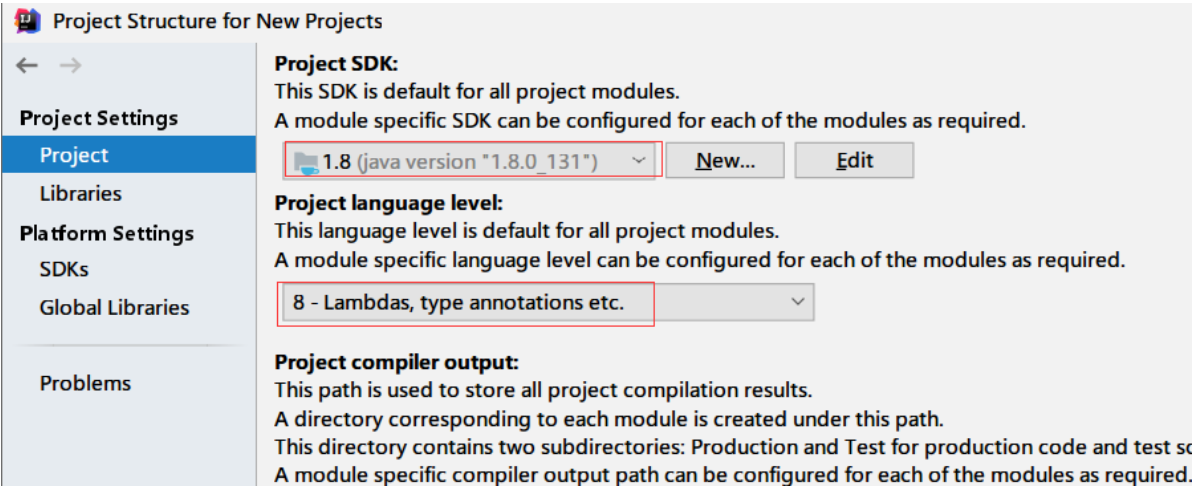 Project Structure for New Projects
Project Settings
Project
Libraries
Platform Settings
SDKs
Global Libraries
Problems
Project SDK:
This SDK is default for all project modules.
A module specific SDK can be configured for each of the modules as required.
1.8 (java version "1.8.0_131") New... Edit
Project language level:
This language level is default for all project modules.
A module specific language level can be configured for each of the modules as required.
8 - Lambdas, type annotations etc.
Project compiler output:
This path is used to store all project compilation results.
A directory corresponding to each module is created under this path.
This directory contains two subdirectories: Production and Test for production code and test
A module specific compiler output path can be configured for each of the modules as required.